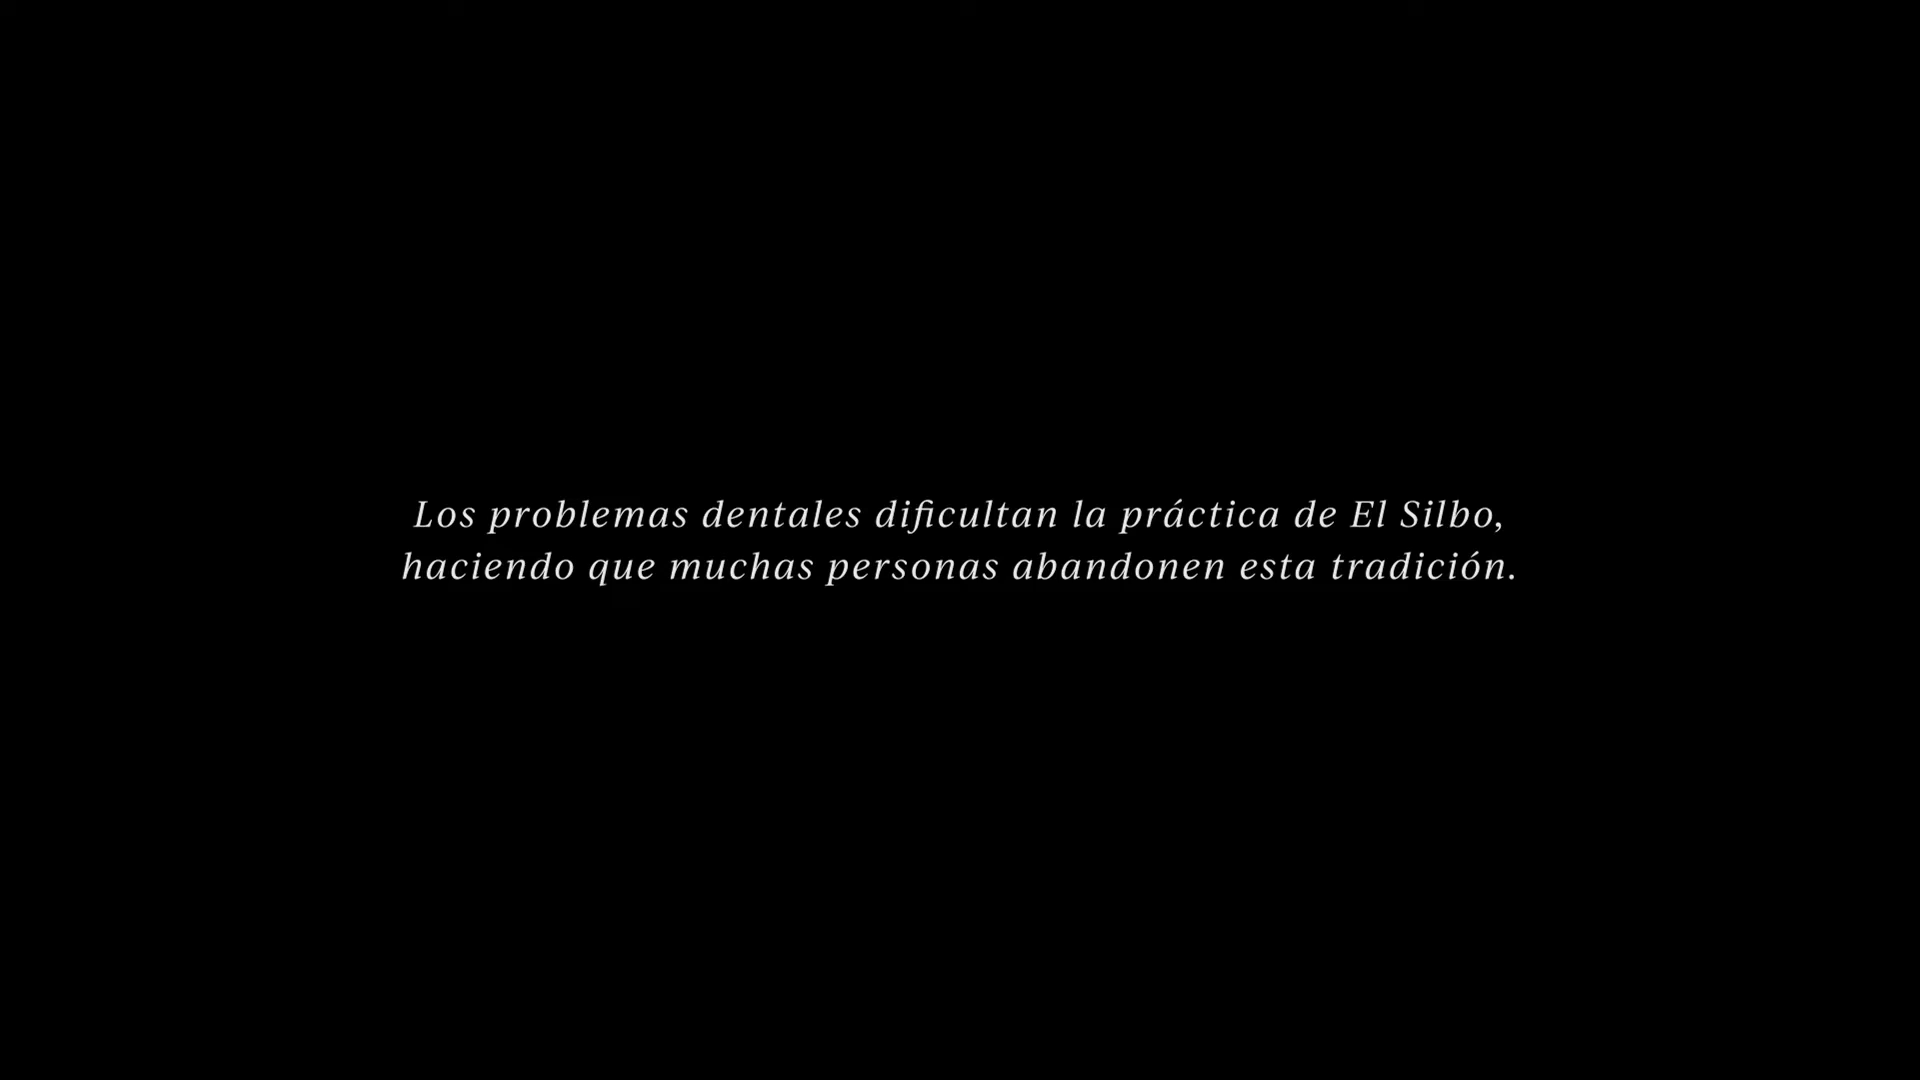 Los problemas dentales dificultan la práctica de El Silbo,
haciendo que muchas personas abandonen esta tradición.